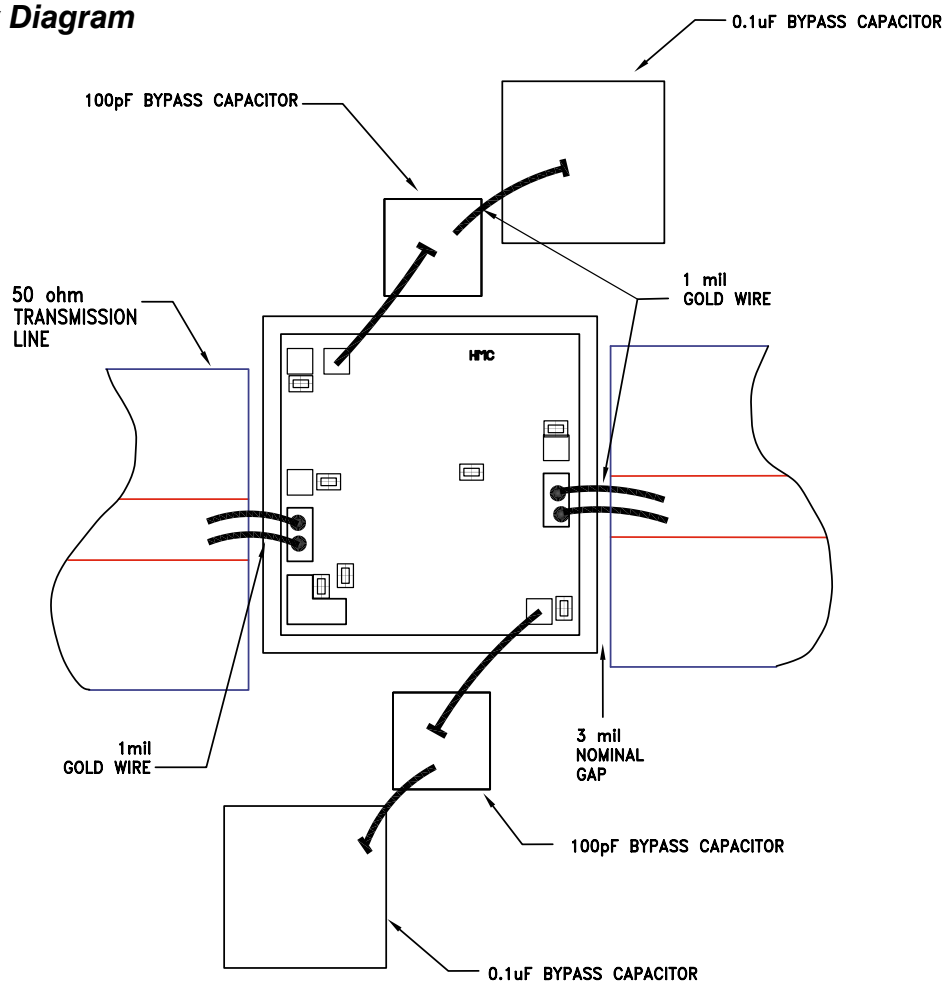 Diagram
0.1uF BYPASS CAPACITOR
100pF BYPASS CAPACITOR
1 mil
GOLD WIRE
50 ohm
TRANSMISSION
LINE
HMC
1mil
GOLD WIRE
3 mil
NOMINAL
GAP
100pF BYPASS CAPACITOR
0.1uF BYPASS CAPACITOR